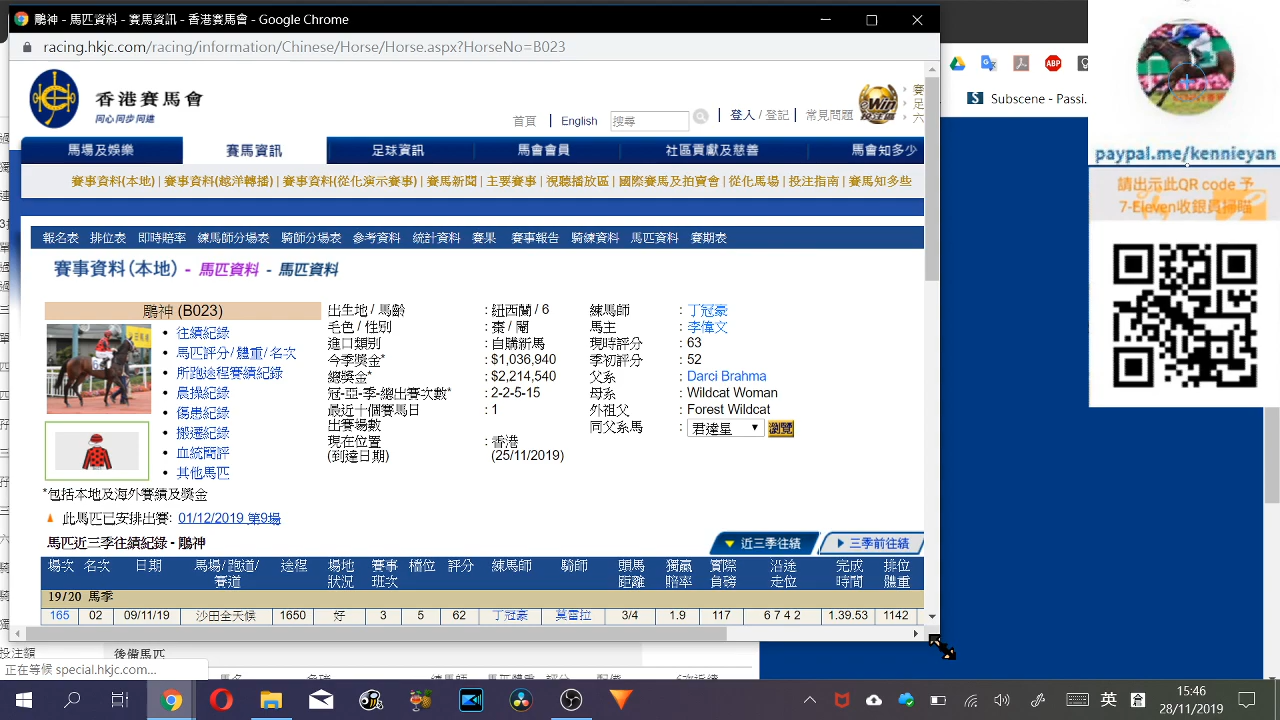 鵰神 - 馬匹資料 - 賽馬資訊 - 香港賽馬會 - Google Chrome
racing.hkjc.com/racing/information/Chinese/Horse/Horse.aspx?HorseNo=B023
香港賽馬會
同心同步同進
首頁 English 搜尋 登入 / 登記 常見問題
eWin
賽
足
六
馬場及娛樂 賽馬資訊 足球資訊 馬會會員 社區貢獻及慈善 馬會知多少
賽事資料(本地) | 賽事資料(越洋轉播) | 賽事資料(從化演示賽事) | 賽馬新聞 | 主要賽事 | 視聽播放區 | 國際賽馬及拍賣會 | 從化馬場 | 投注指南 | 賽馬知多些
報名表 排位表 即時賠率 練馬師分場表 騎師分場表 參考資料 統計資料 賽果 賽事報告 騎練資料 馬匹資料 賽期表
賽事資料(本地) - 馬匹資料 - 馬匹資料
鵰神 (B023)
往績紀錄
馬匹評分/體重/名次
所跑途程賽績紀錄
晨操紀錄
傷患紀錄
搬遷紀錄
血統簡評
其他馬匹
出生地 / 馬齡 : 紐西蘭 / 6
毛色 / 性別 : 棗 / 閹
進口類別 : 自購新馬
今季獎金* : $1,036,940
總獎金* : $2,214,540
冠-亞-季-總出賽次數* : 2-2-5-15
最近十個賽馬日 : 1
出賽場數
現在位置 : 香港
(到達日期) (25/11/2019)
練馬師 : 丁冠豪
馬主 : 李偉文
現時評分 : 63
季初評分 : 52
父系 : Darci Brahma
母系 : Wildcat Woman
外祖父 : Forest Wildcat
同父系馬 : 君達星 瀏覽
*包括本地及海外賽績及獎金
此馬匹已安排出賽: 01/12/2019 第9場
馬匹近三季往績紀錄 - 鵰神
近三季往績 三季前往績
場次 名次 日期 馬場/跑道/賽道 途程 場地狀況 賽事班次 檔位 評分 練馬師 騎師 頭馬距離 獨贏賠率 實際負磅 沿途走位 完成時間 排位體重
19/20 馬季
165 02 09/11/19 沙田全天候 1650 好 3 5 62 丁冠豪 莫雷拉 3/4 1.9 117 6 7 4 2 1.39.53 1142
正在等候 special.hkjc.com...
後備馬匹
ABP
Subscene - Passi.
paypal.me/kennieyan
請出示此QR code 予
7-Eleven收銀員掃瞄
英
15:46
28/11/2019